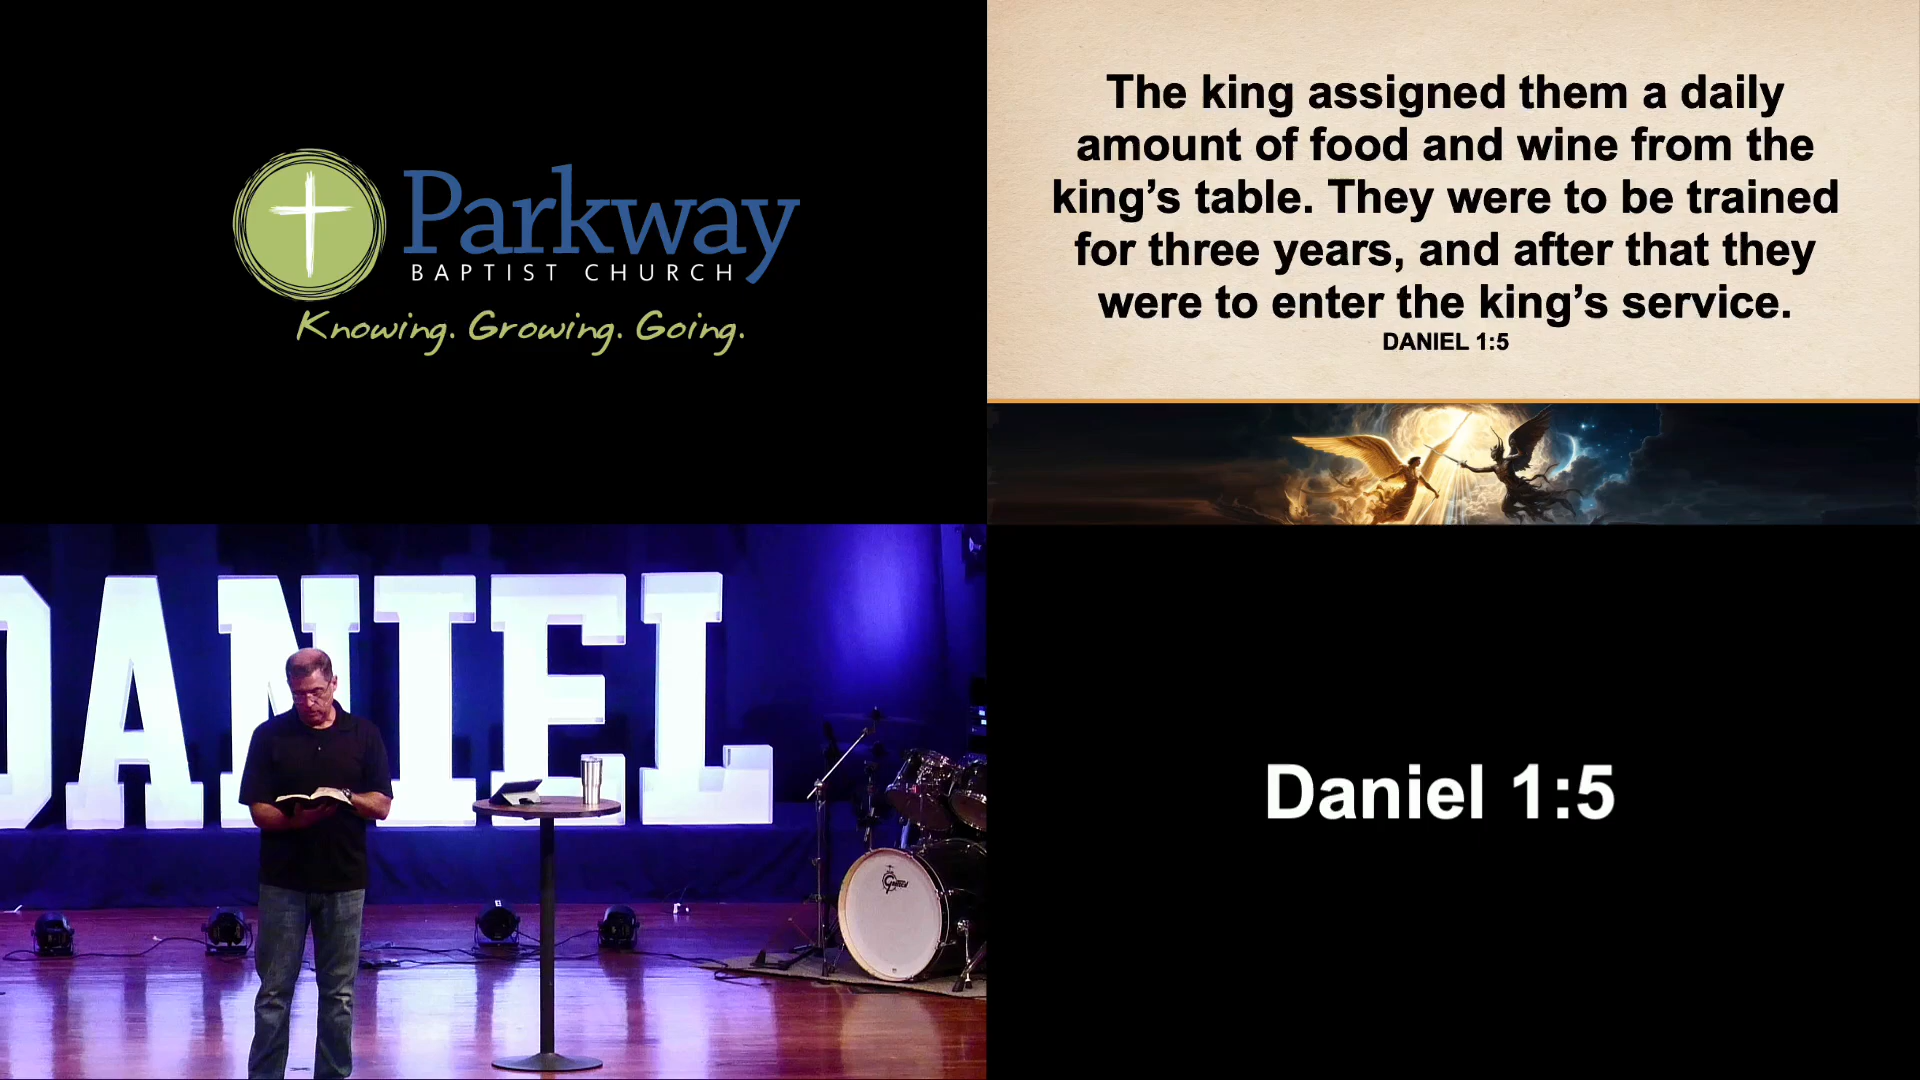 Parkway
BAPTIST CHURCH
Knowing. Growing. Going.
The king assigned them a daily
amount of food and wine from the
king’s table. They were to be trained
for three years, and after that they
were to enter the king’s service.
DANIEL 1:5
DANIEL
Gretsch
Daniel 1:5